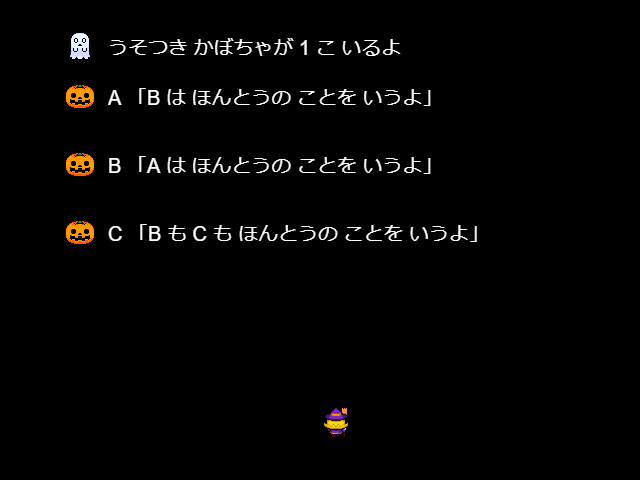 うそつき かぼちゃが 1 こ いるよ
A 「B は ほんとうの ことを いうよ」
B 「A は ほんとうの ことを いうよ」
C 「B も C も ほんとうの ことを いうよ」